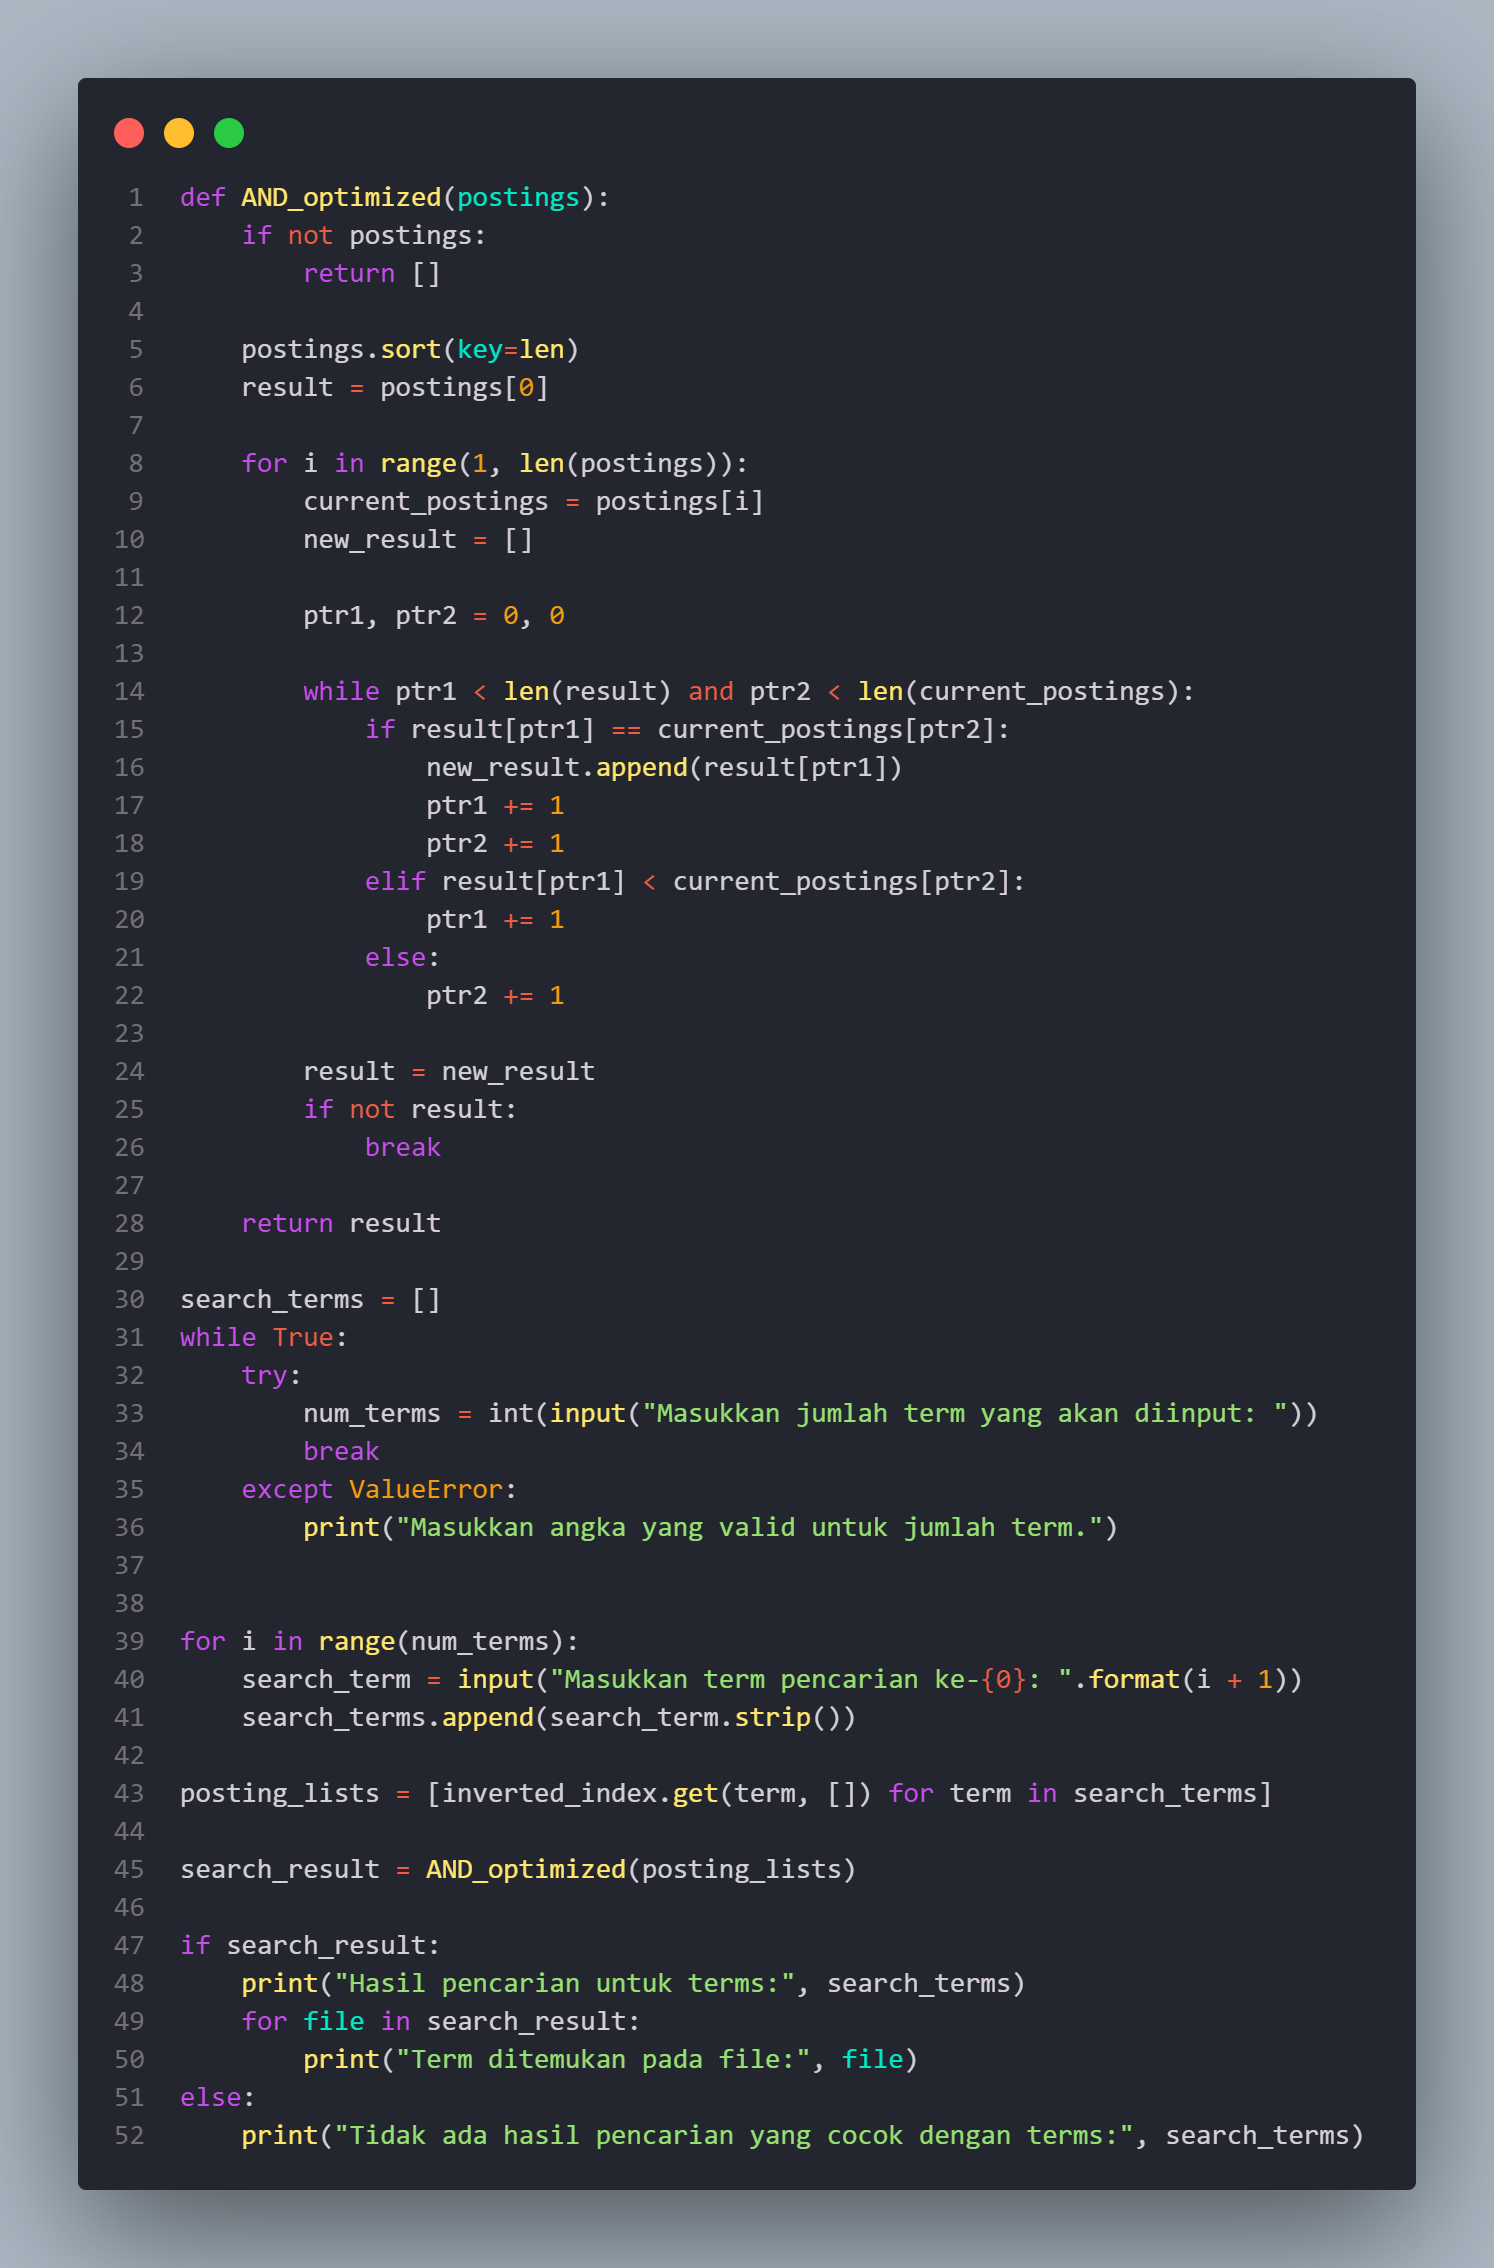 1 def AND_optimized(postings):
2     if not postings:
3         return []
4
5     postings.sort(key=len)
6     result = postings[0]
7
8     for i in range(1, len(postings)):
9         current_postings = postings[i]
10         new_result = []
11
12         ptr1, ptr2 = 0, 0
13
14         while ptr1 < len(result) and ptr2 < len(current_postings):
15             if result[ptr1] == current_postings[ptr2]:
16                 new_result.append(result[ptr1])
17                 ptr1 += 1
18                 ptr2 += 1
19             elif result[ptr1] < current_postings[ptr2]:
20                 ptr1 += 1
21             else:
22                 ptr2 += 1
23
24         result = new_result
25         if not result:
26             break
27
28     return result
29
30 search_terms = []
31 while True:
32     try:
33         num_terms = int(input("Masukkan jumlah term yang akan diinput: "))
34         break
35     except ValueError:
36         print("Masukkan angka yang valid untuk jumlah term.")
37
38
39 for i in range(num_terms):
40     search_term = input("Masukkan term pencarian ke-{0}: ".format(i + 1))
41     search_terms.append(search_term.strip())
42
43 posting_lists = [inverted_index.get(term, []) for term in search_terms]
44
45 search_result = AND_optimized(posting_lists)
46
47 if search_result:
48     print("Hasil pencarian untuk terms:", search_terms)
49     for file in search_result:
50         print("Term ditemukan pada file:", file)
51 else:
52     print("Tidak ada hasil pencarian yang cocok dengan terms:", search_terms)